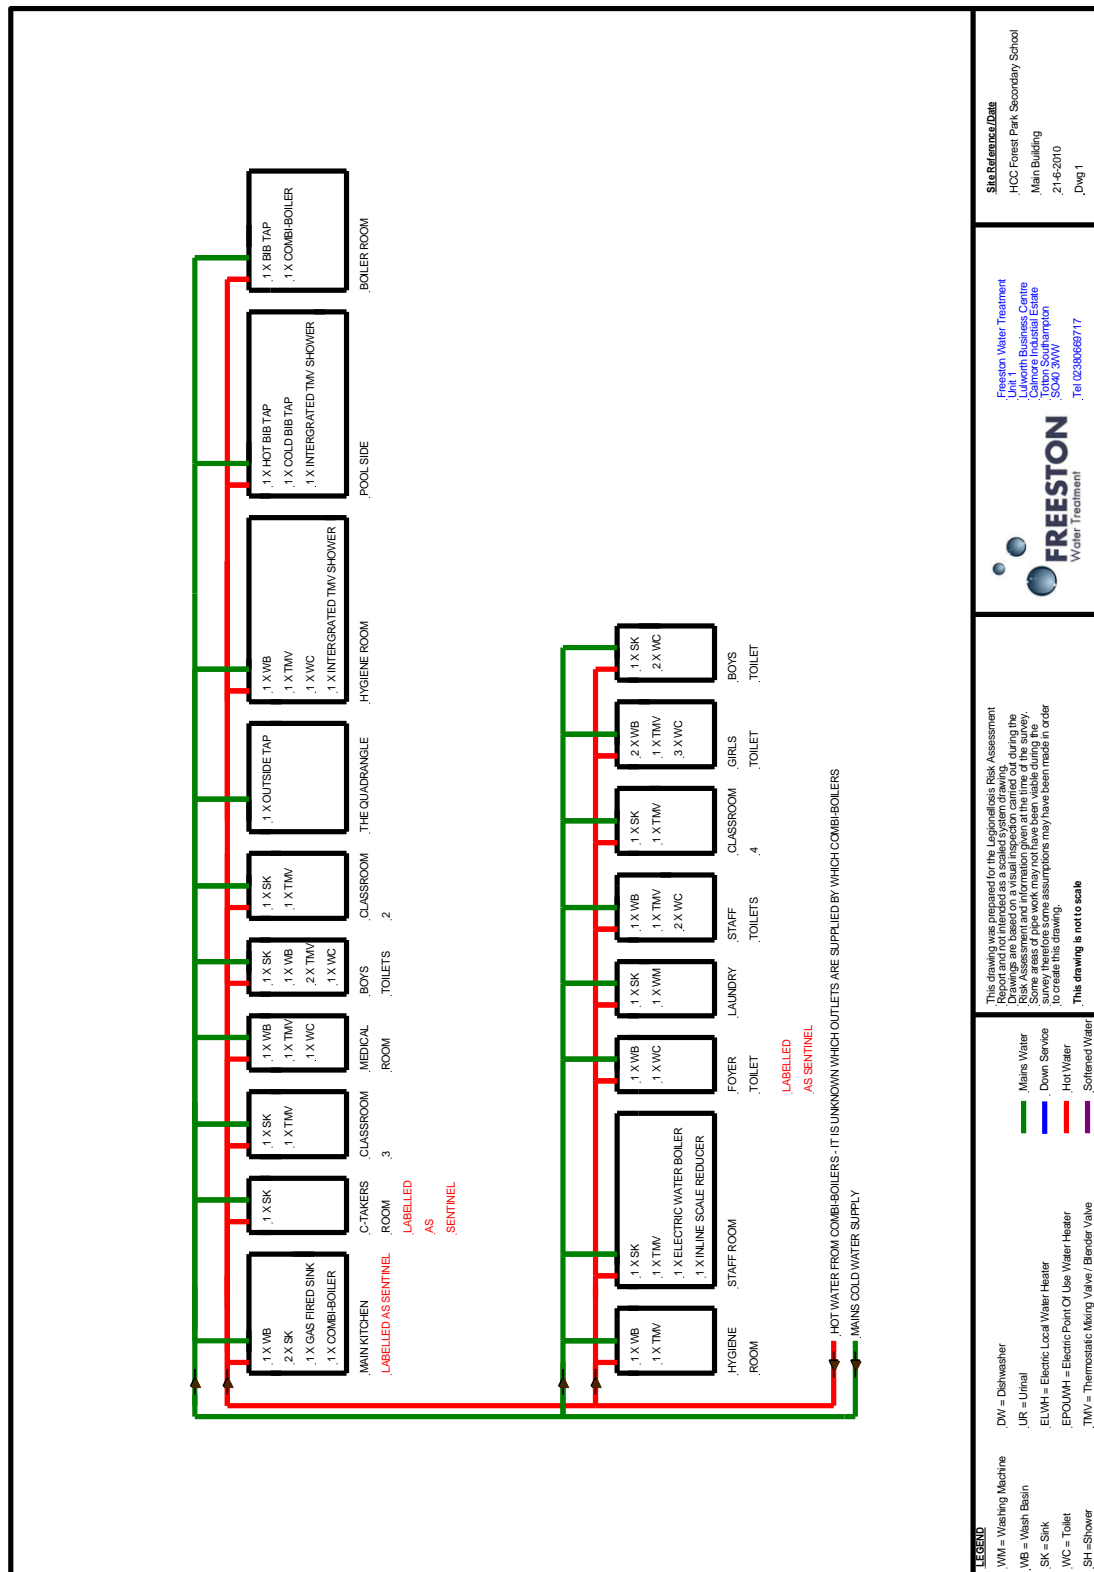 .1 X WB
.2 X SK
.1 X GAS FIRED SINK
.1 X COMBI-BOILER
.MAIN KITCHEN
LABELLED AS SENTINEL
.1 X SK
.C-TAKERS
.ROOM
.LABELLED
.AS
.SENTINEL
.1 X SK
.1 X TMV
.CLASSROOM
.3
.1 X WB
.1 X TMV
.1 X WC
.MEDICAL
.ROOM
.1 X SK
.1 X WB
.2 X TMV
.1 X WC
.BOYS
.TOILETS
.1 X SK
.1 X TMV
.CLASSROOM
.2
.1 X OUTSIDE TAP
.THE QUADRANGLE
.1 X WB
.1 X TMV
.1 X WC
.1 X INTERGRATED TMV SHOWER
.HYGIENE ROOM
.1 X HOT BIB TAP
.1 X COLD BIB TAP
.1 X INTERGRATED TMV SHOWER
.POOL SIDE
.1 X BIB TAP
.1 X COMBI-BOILER
.BOILER ROOM
.1 X WB
.1 X TMV
.HYGIENE
.ROOM
.1 X SK
.1 X TMV
.1 X ELECTRIC WATER BOILER
.1 X INLINE SCALE REDUCER
.STAFF ROOM
.1 X WB
.1 X WC
.FOYER
.TOILET
.LABELLED
.AS SENTINEL
.1 X SK
.1 X WM
.LAUNDRY
.1 X WB
.1 X TMV
.2 X WC
.STAFF
.TOILETS
.1 X SK
.1 X TMV
.CLASSROOM
.4
.2 X WB
.1 X TMV
.3 X WC
.GIRLS
.TOILET
.1 X SK
.2 X WC
.BOYS
.TOILET
.HOT WATER FROM COMBI-BOILERS - IT IS UNKNOWN WHICH OUTLETS ARE SUPPLIED BY WHICH COMBI-BOILERS
.MAINS COLD WATER SUPPLY
LEGEND
.WM = Washing Machine
.WB = Wash Basin
.SK = Sink
.WC = Toilet
.SH =Shower
.DW = Dishwasher
.UR = Urinal
.ELWH = Electric Local Water Heater
.EPOUWH = Electric Point Of Use Water Heater
.TMV = Thermostatic Mixing Valve / Blender Valve
.Mains Water
.Down Service
.Hot Water
.Softened Water
.This drawing was prepared for the Legionellosis Risk Assessment
.Report and not intended as a scaled system drawing.
.Drawings are based on a visual inspection carried out during the
.Risk Assessment and information given at the time of the survey.
.Some areas of pipe work may not have been viable during the
.survey therefore some assumptions may have been made in order
.to create this drawing.
.This drawing is not to scale
FREESTON
Water Treatment
.Freeston Water Treatment
.Unit 1
.Lulworth Business Centre
.Calmore Industial Estate
.Totton Southampton
.SO40 3WW
.Tel 02380669717
Site Reference/Date
.HCC Forest Park Secondary School
.Main Building
.21-6-2010
.Dwg 1